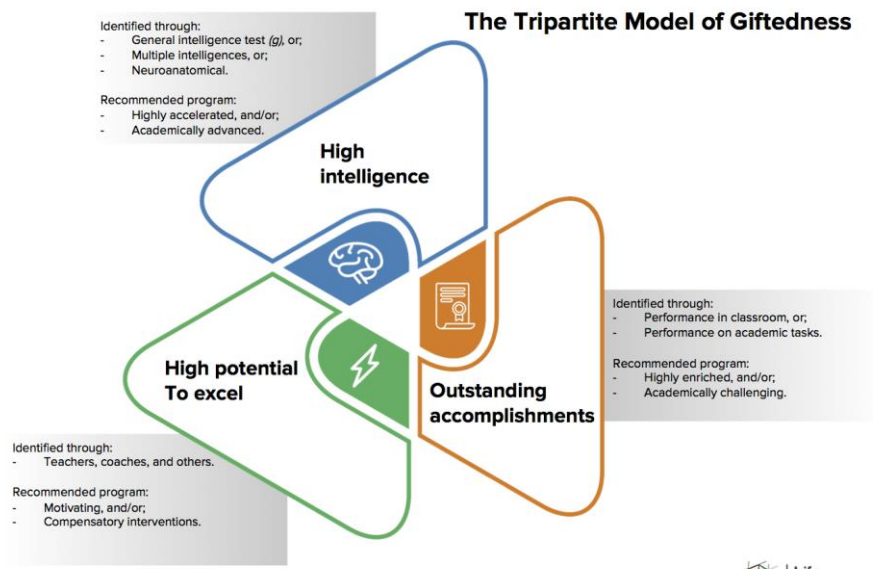 The Tripartite Model of Giftedness
Identified through:
- General intelligence test (g), or;
- Multiple intelligences, or;
- Neuroanatomical.
Recommended program:
- Highly accelerated, and/or;
- Academically advanced.
High
intelligence
Identified through:
- Performance in classroom, or;
- Performance on academic tasks.
Recommended program:
- Highly enriched, and/or;
- Academically challenging.
High potential
To excel
Outstanding
accomplishments
Identified through:
- Teachers, coaches, and others.
Recommended program:
- Motivating, and/or;
- Compensatory interventions.